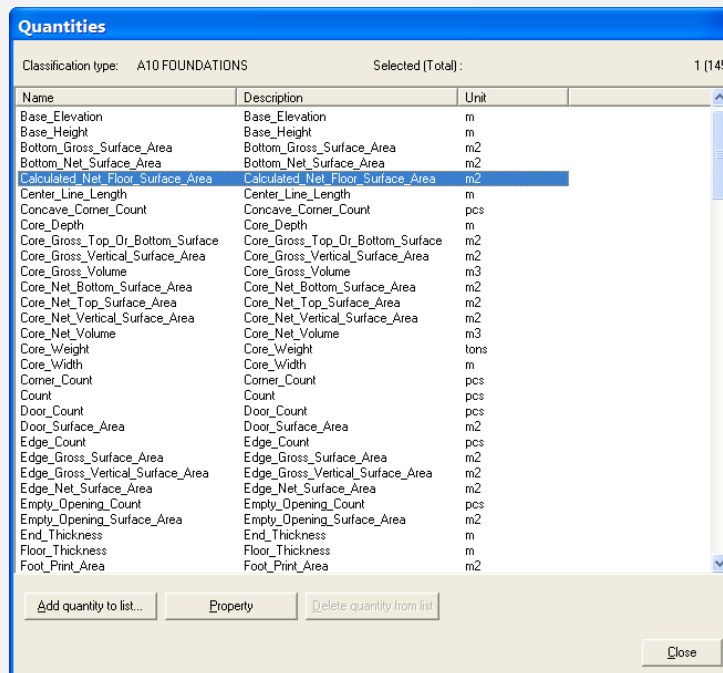 Quantities
Classification type: A10 FOUNDATIONS Selected (Total) : 1 (145
Name Description Unit
Base_Elevation Base_Elevation m
Base_Height Base_Height m
Bottom_Gross_Surface_Area Bottom_Gross_Surface_Area m2
Bottom_Net_Surface_Area Bottom_Net_Surface_Area m2
Calculated_Net_Floor_Surface_Area Calculated_Net_Floor_Surface_Area m2
Center_Line_Length Center_Line_Length m
Concave_Corner_Count Concave_Corner_Count pcs
Core_Depth Core_Depth m
Core_Gross_Top_Or_Bottom_Surface Core_Gross_Top_Or_Bottom_Surface m2
Core_Gross_Vertical_Surface_Area Core_Gross_Vertical_Surface_Area m2
Core_Gross_Volume Core_Gross_Volume m3
Core_Net_Bottom_Surface_Area Core_Net_Bottom_Surface_Area m2
Core_Net_Top_Surface_Area Core_Net_Top_Surface_Area m2
Core_Net_Vertical_Surface_Area Core_Net_Vertical_Surface_Area m2
Core_Net_Volume Core_Net_Volume m3
Core_Weight Core_Weight tons
Core_Width Core_Width m
Corner_Count Corner_Count pcs
Count Count pcs
Door_Count Door_Count pcs
Door_Surface_Area Door_Surface_Area m2
Edge_Count Edge_Count pcs
Edge_Gross_Surface_Area Edge_Gross_Surface_Area m2
Edge_Gross_Vertical_Surface_Area Edge_Gross_Vertical_Surface_Area m2
Edge_Net_Surface_Area Edge_Net_Surface_Area m2
Empty_Opening_Count Empty_Opening_Count pcs
Empty_Opening_Surface_Area Empty_Opening_Surface_Area m2
End_Thickness End_Thickness m
Floor_Thickness Floor_Thickness m
Foot_Print_Area Foot_Print_Area m2
Add quantity to list... Property Delete quantity from list
Close